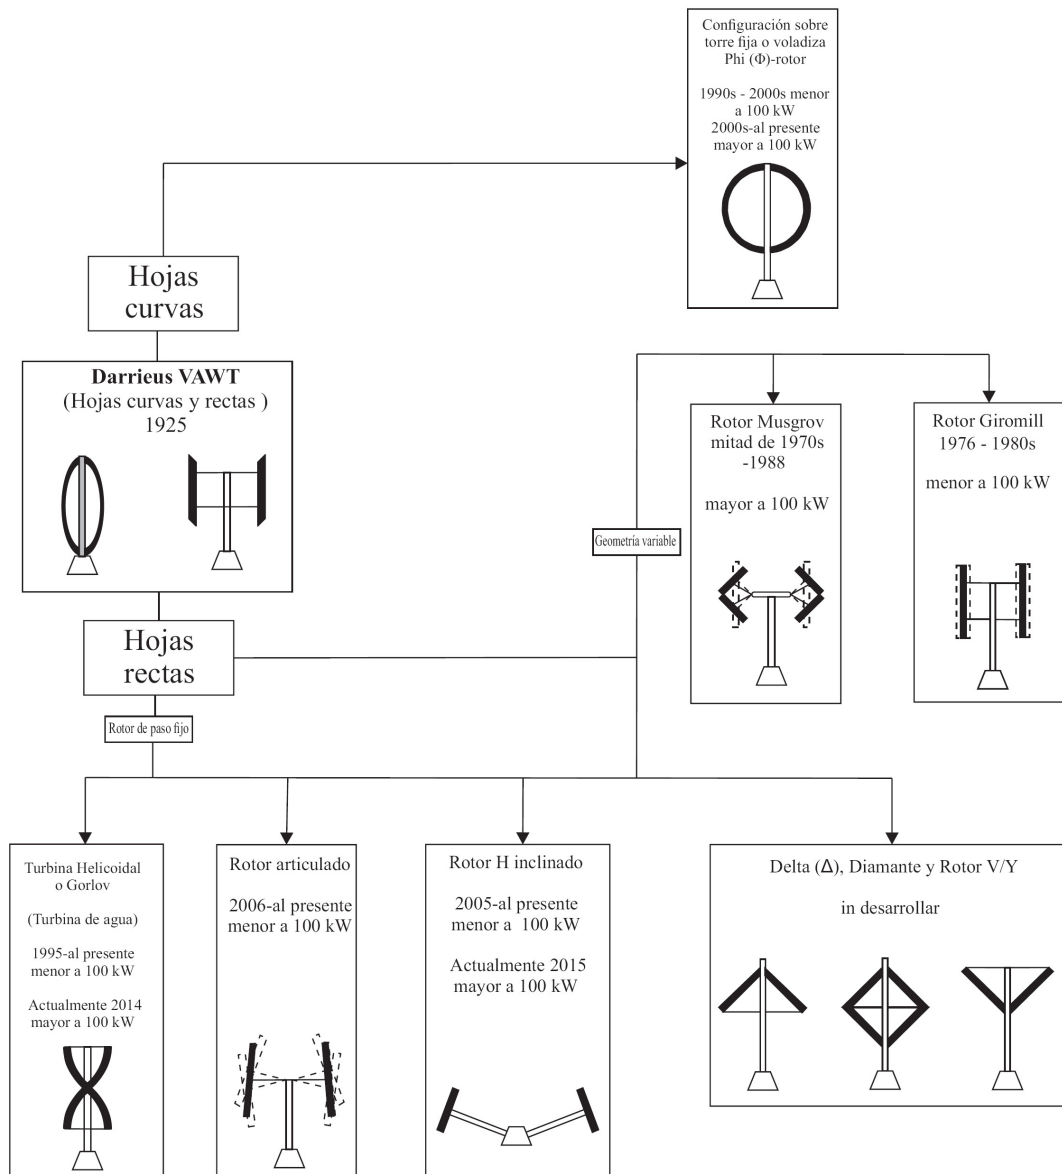 Configuración sobre
torre fija o voladiza
Phi (Φ)-rotor
1990s - 2000s menor
a 100 kW
2000s-al presente
mayor a 100 kW
Hojas
curvas
Darrieus VAWT
(Hojas curvas y rectas )
1925
Rotor Musgrov
mitad de 1970s
-1988
mayor a 100 kW
Rotor Giromill
1976 - 1980s
menor a 100 kW
Geometría variable
Hojas
rectas
Rotor de paso fijo
Turbina Helicoidal
o Gorlov
(Turbina de agua)
1995-al presente
menor a 100 kW
Actualmente 2014
mayor a 100 kW
Rotor articulado
2006-al presente
menor a 100 kW
Rotor H inclinado
2005-al presente
menor a  100 kW
Actualmente 2015
mayor a 100 kW
Delta (Δ), Diamante y Rotor V/Y
in desarrollar